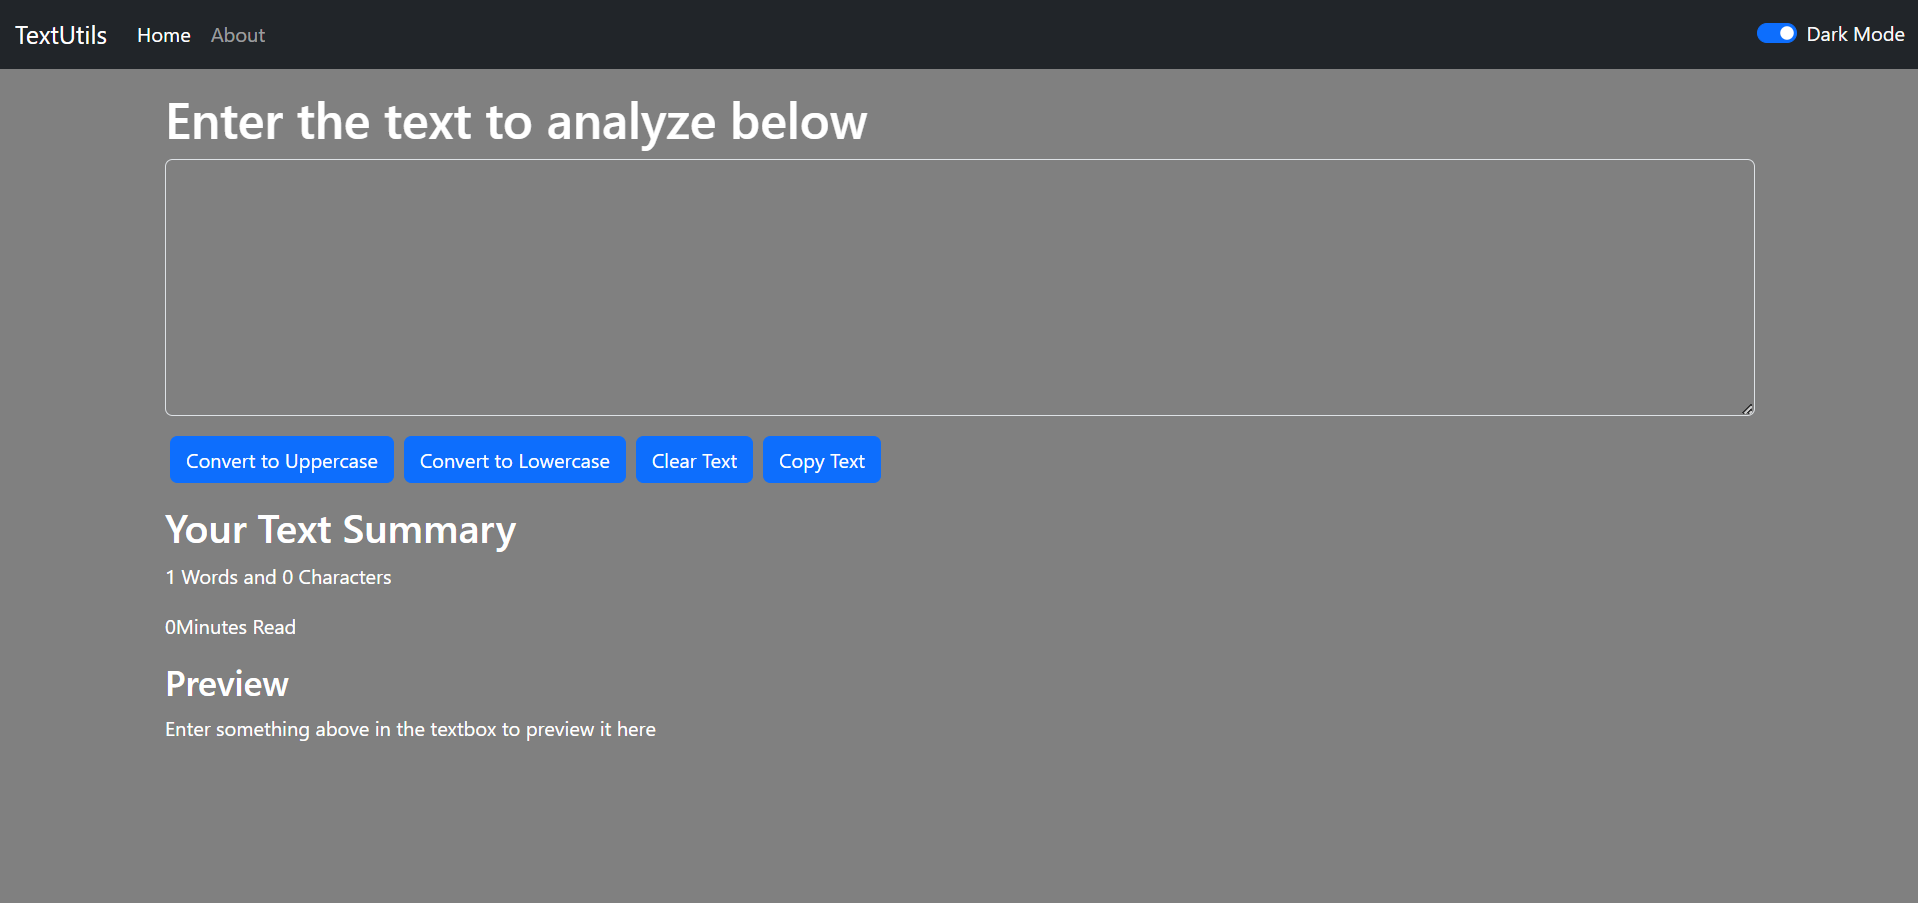 TextUtils Home About Dark Mode
Enter the text to analyze below
Convert to Uppercase Convert to Lowercase Clear Text Copy Text
Your Text Summary
1 Words and 0 Characters
0Minutes Read
Preview
Enter something above in the textbox to preview it here